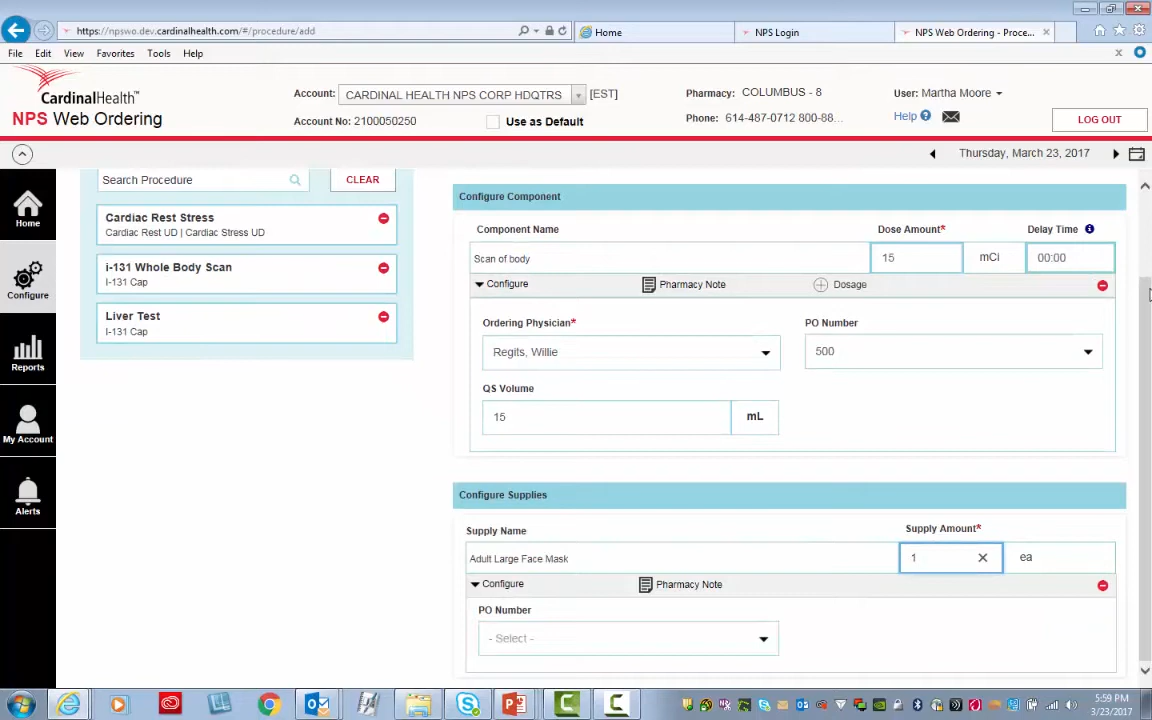 https://npswo.dev.cardinalhealth.com/#/procedure/add
Home
NPS Login
NPS Web Ordering - Proce...
File Edit View Favorites Tools Help
CardinalHealth™
NPS Web Ordering
Account: CARDINAL HEALTH NPS CORP HDQTRS [EST]
Account No: 2100050250
Use as Default
Pharmacy: COLUMBUS - 8
Phone: 614-487-0712 800-88...
User: Martha Moore
Help
LOG OUT
Thursday, March 23, 2017
Home
Configure
Reports
My Account
Alerts
Search Procedure
CLEAR
Cardiac Rest Stress
Cardiac Rest UD | Cardiac Stress UD
i-131 Whole Body Scan
I-131 Cap
Liver Test
I-131 Cap
Configure Component
Component Name Dose Amount* Delay Time
Scan of body 15 mCi 00:00
Configure Pharmacy Note Dosage
Ordering Physician* PO Number
Regits, Willie 500
QS Volume
15 mL
Configure Supplies
Supply Name Supply Amount*
Adult Large Face Mask 1 ea
Configure Pharmacy Note
PO Number
- Select -
5:59 PM
3/23/2017